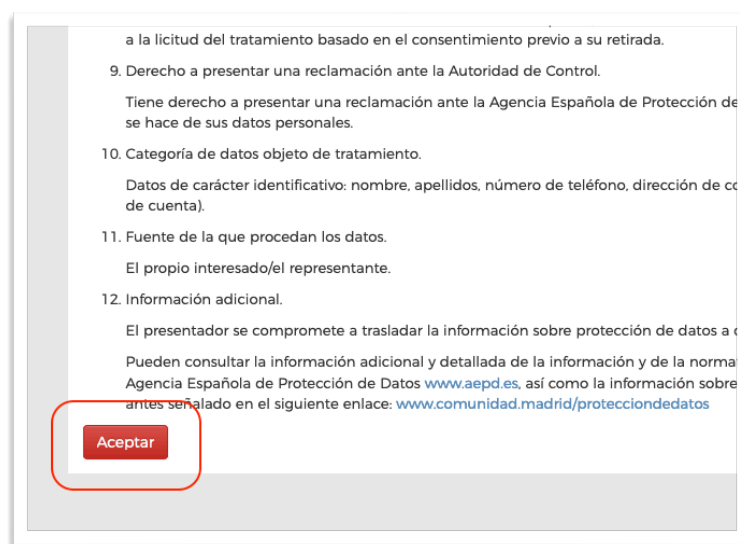 a la licitud del tratamiento basado en el consentimiento previo a su retirada.
9. Derecho a presentar una reclamación ante la Autoridad de Control.
Tiene derecho a presentar una reclamación ante la Agencia Española de Protección de
se hace de sus datos personales.
10. Categoría de datos objeto de tratamiento.
Datos de carácter identificativo: nombre, apellidos, número de teléfono, dirección de
de cuenta).
11. Fuente de la que procedan los datos.
El propio interesado/el representante.
12. Información adicional.
El presentador se compromete a trasladar la información sobre protección de datos a
Pueden consultar la información adicional y detallada de la información y de la
Agencia Española de Protección de Datos www.aepd.es, así como la información sobre
antes señalado en el siguiente enlace: www.comunidad.madrid/protecciondedatos
Aceptar